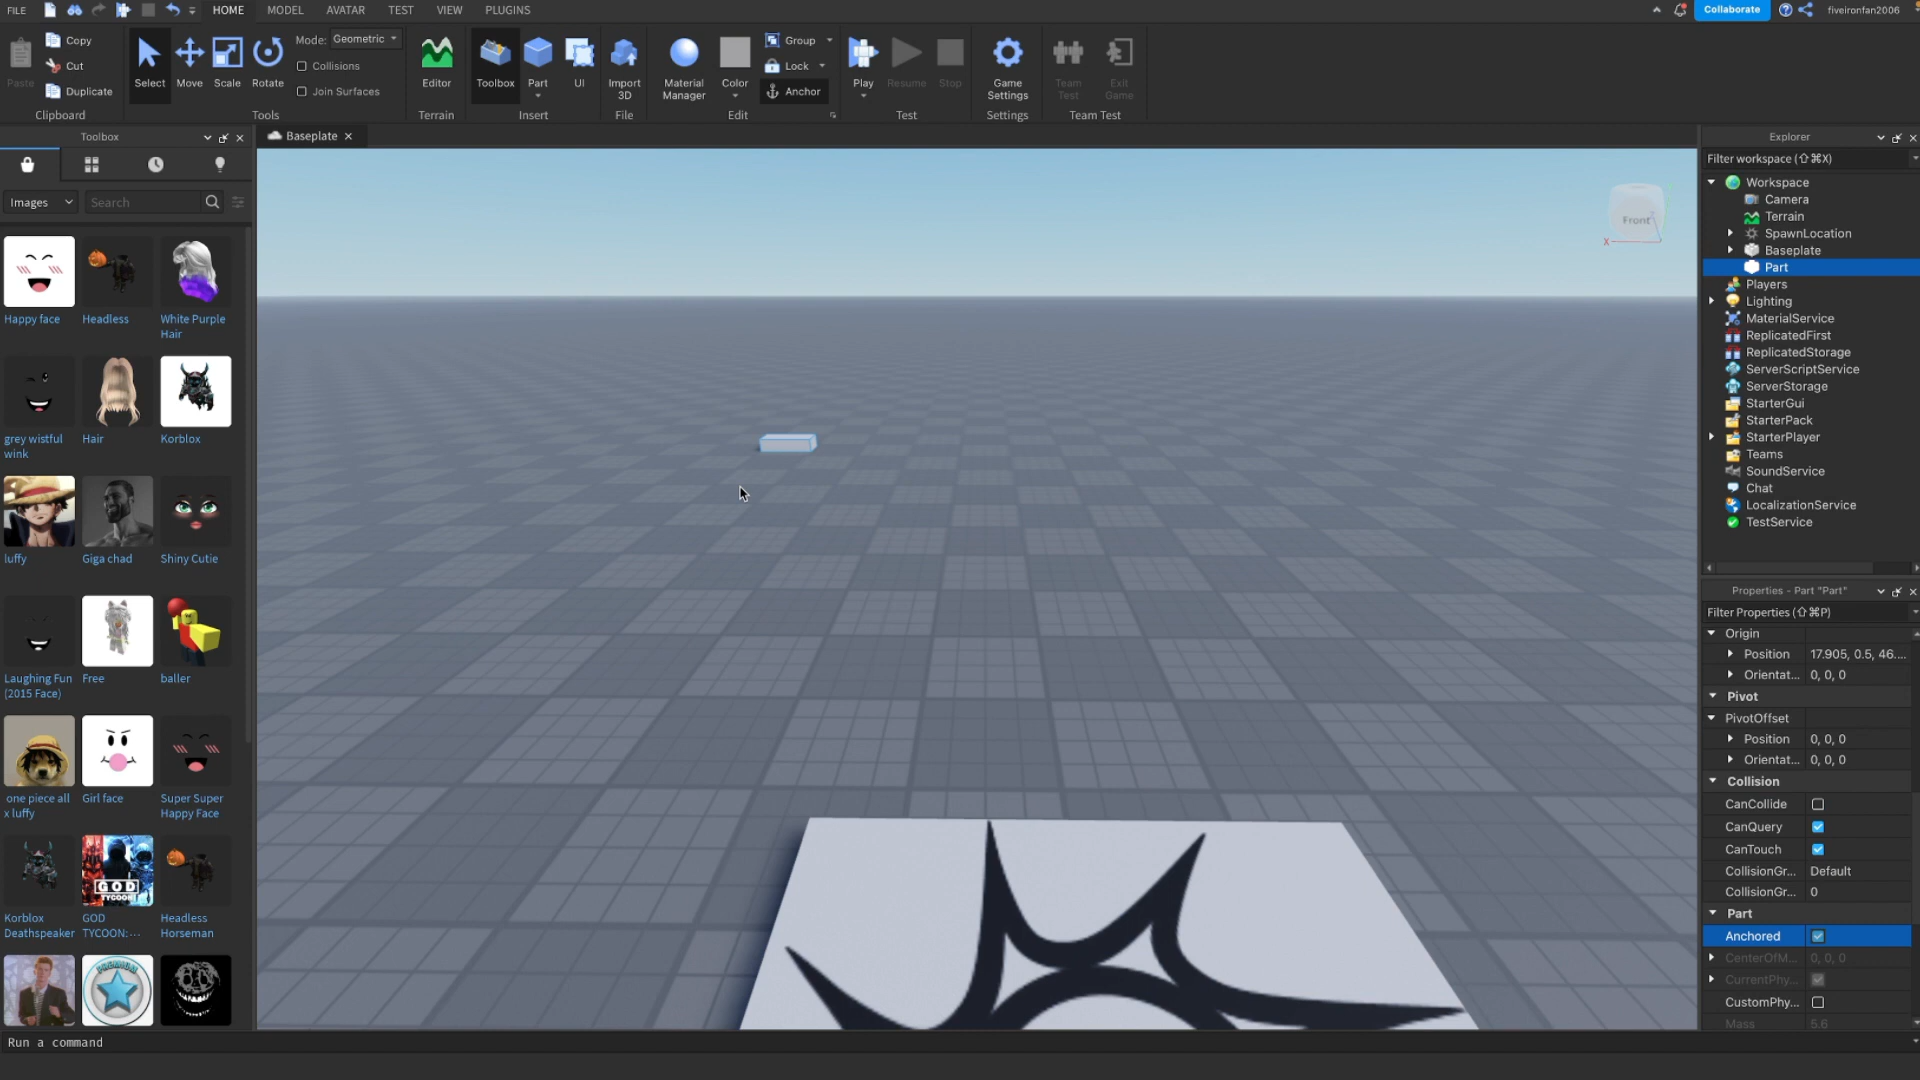 FILE HOME MODEL AVATAR TEST VIEW PLUGINS Collaborate fiveironfan2006
Paste
Copy
Cut
Duplicate
Clipboard
Select Move Scale Rotate
Mode: Geometric
Collisions
Join Surfaces
Tools
Editor
Terrain
Toolbox Part UI
Insert
Import
3D
File
Material
Manager
Color
Group
Lock
Anchor
Edit
Play Resume Stop
Test
Game
Settings
Settings
Team
Test
Exit
Game
Team Test
Toolbox
Images Search
Happy face
Headless
White Purple
Hair
grey wistful
wink
Hair
Korblox
luffy
Giga chad
Shiny Cutie
Laughing Fun
(2015 Face)
Free
baller
one piece all
x luffy
Girl face
Super Super
Happy Face
Korblox
Deathspeaker
GOD
TYCOON
GOD
TYCOON:...
Headless
Horseman
PREMIUM
Baseplate
Front
X
Explorer
Filter workspace (⇧⌘X)
Workspace
Camera
Terrain
SpawnLocation
Baseplate
Part
Players
Lighting
MaterialService
ReplicatedFirst
ReplicatedStorage
ServerScriptService
ServerStorage
StarterGui
StarterPack
StarterPlayer
Teams
SoundService
Chat
LocalizationService
TestService
Properties - Part "Part"
Filter Properties (⇧⌘P)
Origin
Position 17.905, 0.5, 46....
Orientat... 0, 0, 0
Pivot
PivotOffset
Position 0, 0, 0
Orientat... 0, 0, 0
Collision
CanCollide
CanQuery
CanTouch
CollisionGr... Default
CollisionGr... 0
Part
Anchored
CenterOfM... 0, 0, 0
CurrentPhy...
CustomPhy...
Mass 5.6
Run a command